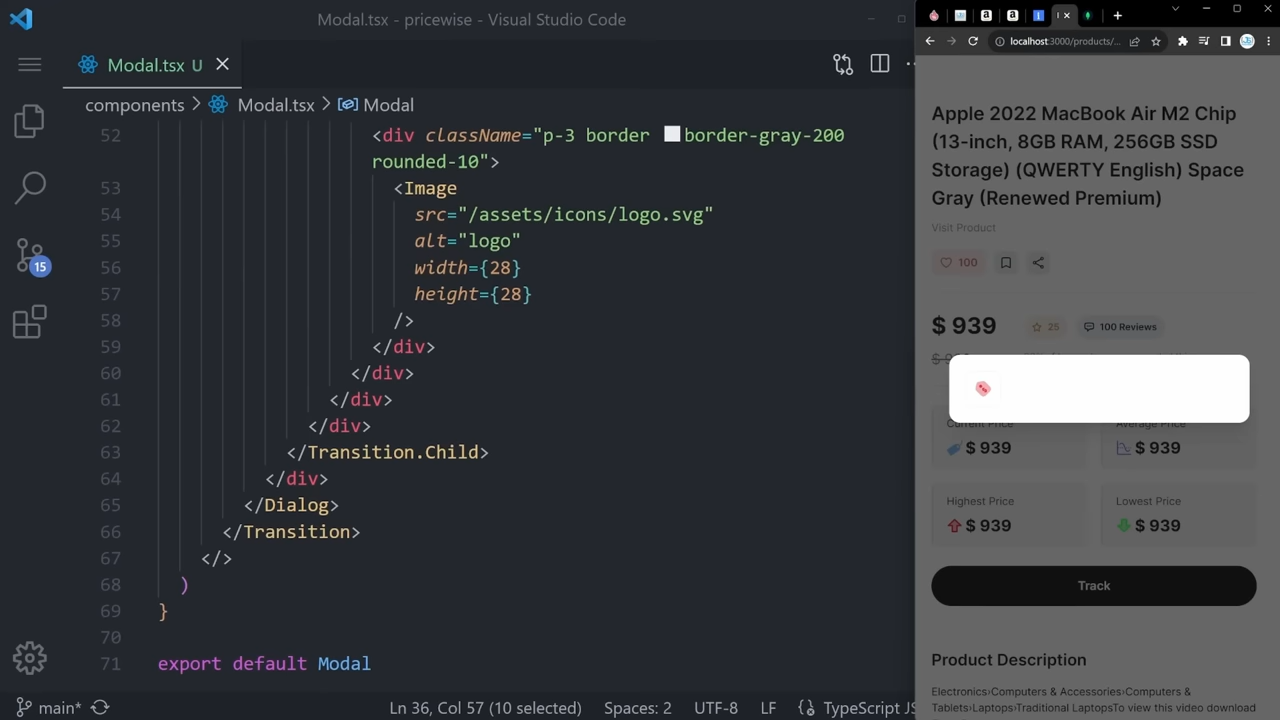 Modal.tsx - pricewise - Visual Studio Code
Modal.tsx U
components > Modal.tsx > Modal
52 <div className="p-3 border border-gray-200
rounded-10">
53 <Image
54 src="/assets/icons/logo.svg"
55 alt="logo"
56 width={28}
57 height={28}
58 />
59 </div>
60 </div>
61 </div>
62 </div>
63 </Transition.Child>
64 </div>
65 </Dialog>
66 </Transition>
67 </>
68 )
69 }
70
71 export default Modal
15
main*
Ln 36, Col 57 (10 selected)
Spaces: 2
UTF-8
LF
TypeScript JS
localhost:3000/products/...
Apple 2022 MacBook Air M2 Chip
(13-inch, 8GB RAM, 256GB SSD
Storage) (QWERTY English) Space
Gray (Renewed Premium)
Visit Product
100
$ 939
25
100 Reviews
Current Price
Average Price
$ 939
$ 939
Highest Price
Lowest Price
$ 939
$ 939
Track
Product Description
Electronics›Computers & Accessories›Computers &
Tablets›Laptops›Traditional LaptopsTo view this video download